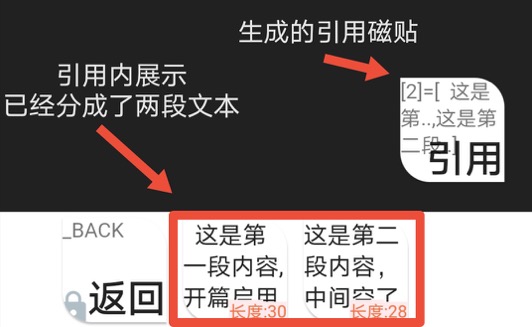 生成的引用磁贴
引用内展示
已经分成了两段文本
[2]=[ 这是
第..,这是第
二段..]
引用
_BACK
返回
这是第
一段内容,
开篇启用
长度:30
这是第二
段内容，
中间空了
长度:28